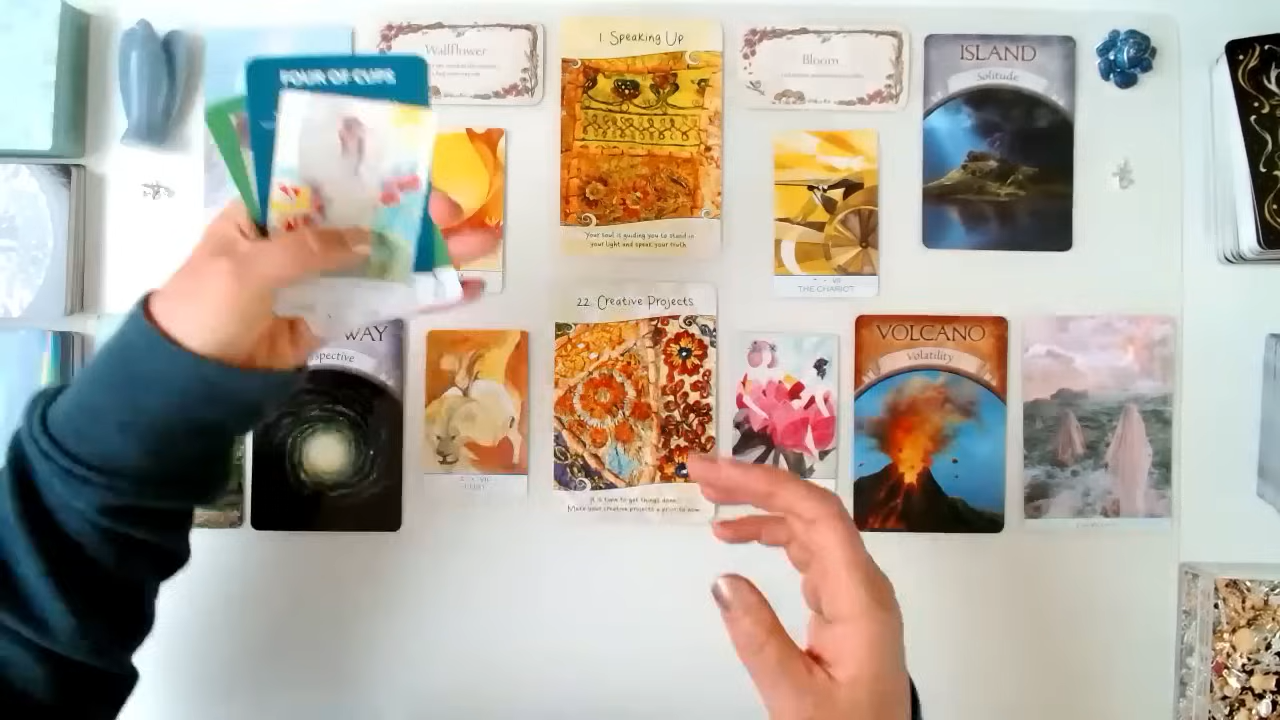 FOUR OF CUPS
Wallflower
1 Speaking Up
Your soul is guiding you to stand in
your light and speak your truth
Bloom
ISLAND
Solitude
VII
THE CHARIOT
WAY
spective
22 Creative Projects
It is time to get things done.
Make your creative projects a priority now.
VOLCANO
Volatility